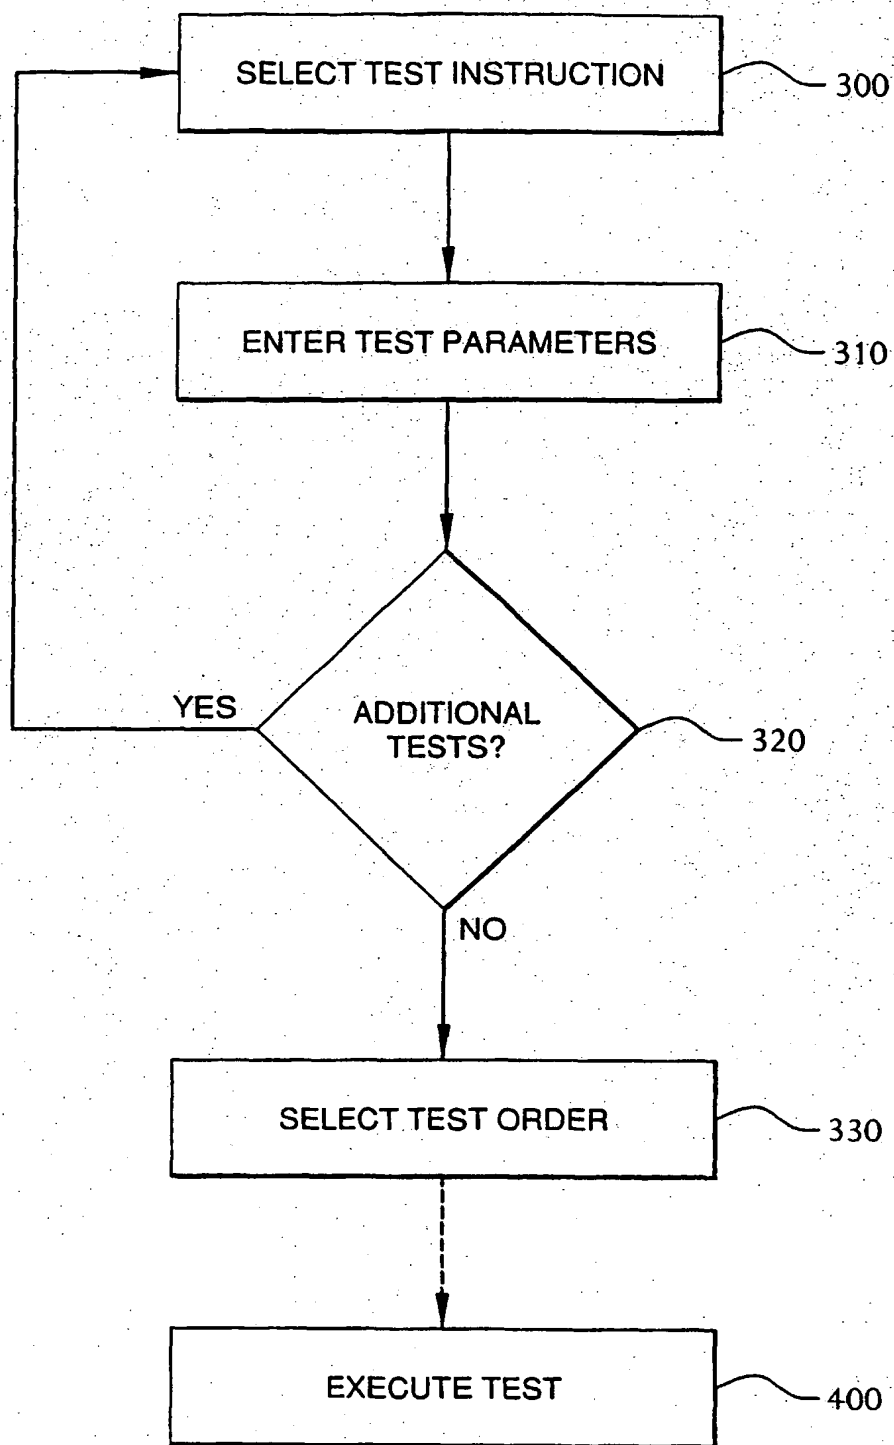 SELECT TEST INSTRUCTION
300
ENTER TEST PARAMETERS
310
YES
ADDITIONAL
TESTS?
320
NO
SELECT TEST ORDER
330
EXECUTE TEST
400